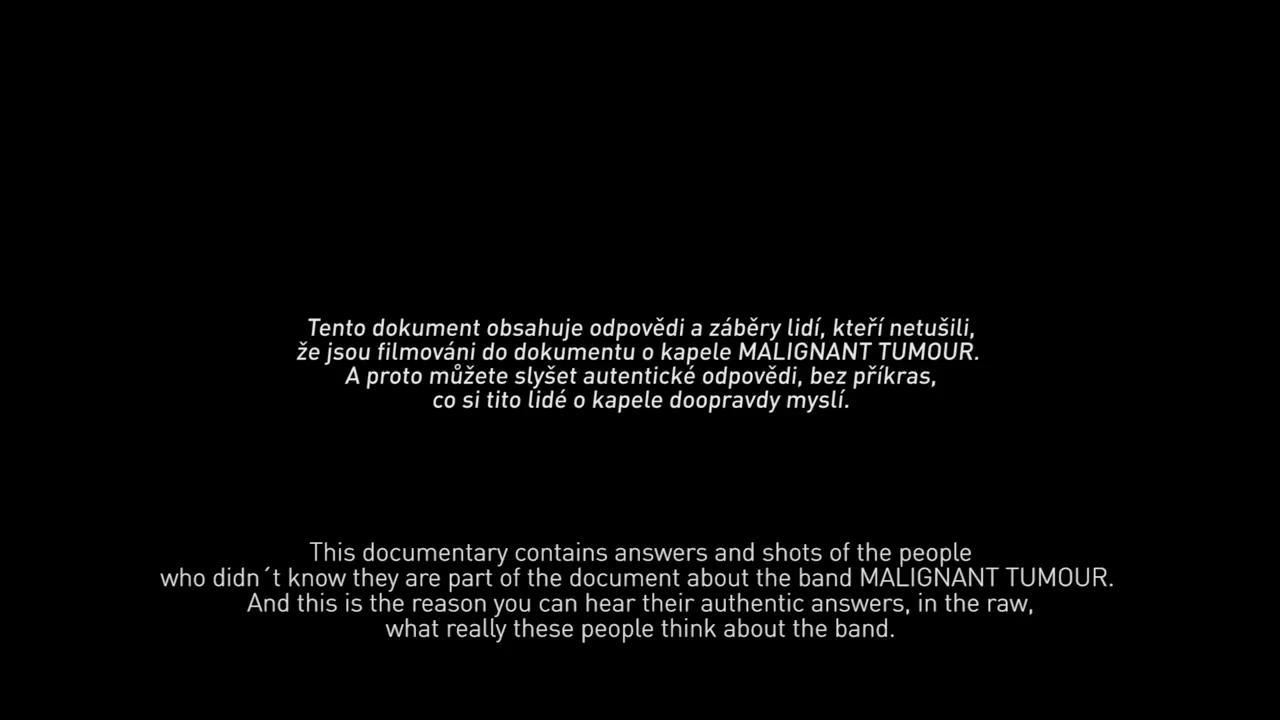 Tento dokument obsahuje odpovědi a záběry lidí, kteří netušili,
že jsou filmováni do dokumentu o kapele MALIGNANT TUMOUR.
A proto můžete slyšet autentické odpovědi, bez příkras,
co si tito lidé o kapele doopravdy myslí.
This documentary contains answers and shots of the people
who didn´t know they are part of the document about the band MALIGNANT TUMOUR.
And this is the reason you can hear their authentic answers, in the raw,
what really these people think about the band.